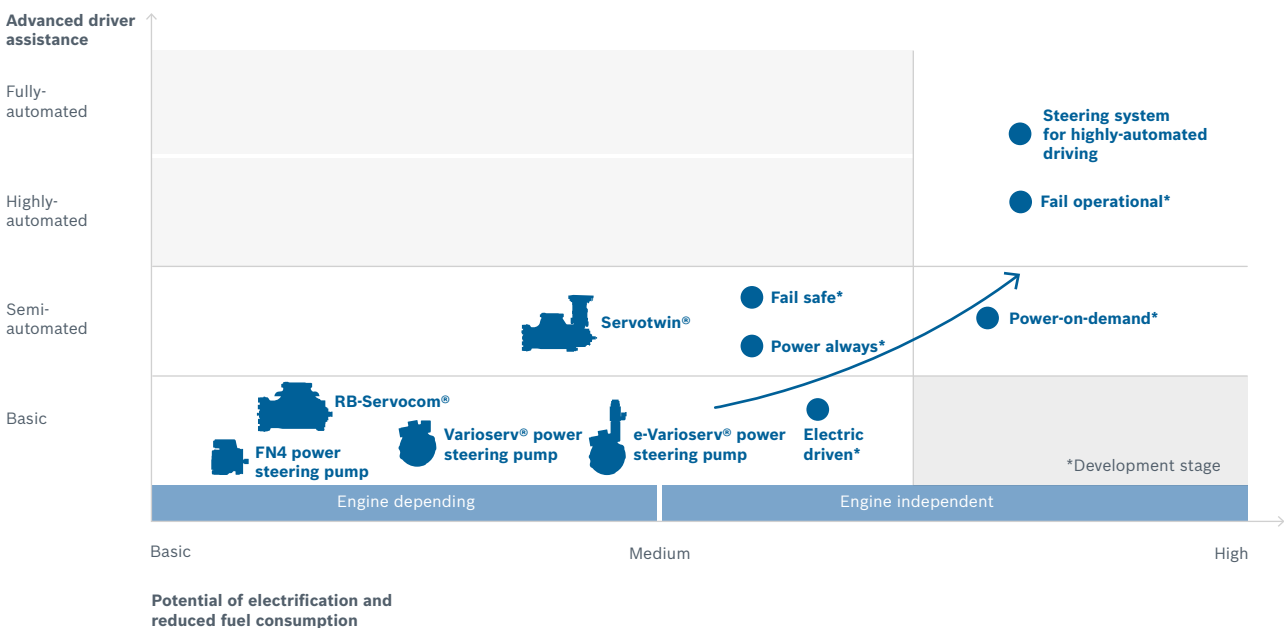 Advanced driver
assistance
Fully-
automated
Steering system
for highly-automated
driving
Highly-
automated
Fail operational*
Semi-
automated
Fail safe*
Servotwin®
Power-on-demand*
Power always*
Basic
RB-Servocom®
FN4 power
steering pump
Varioserv® power
steering pump
e-Varioserv® power
steering pump
Electric
driven*
*Development stage
Engine depending
Engine independent
Basic
Medium
High
Potential of electrification and
reduced fuel consumption